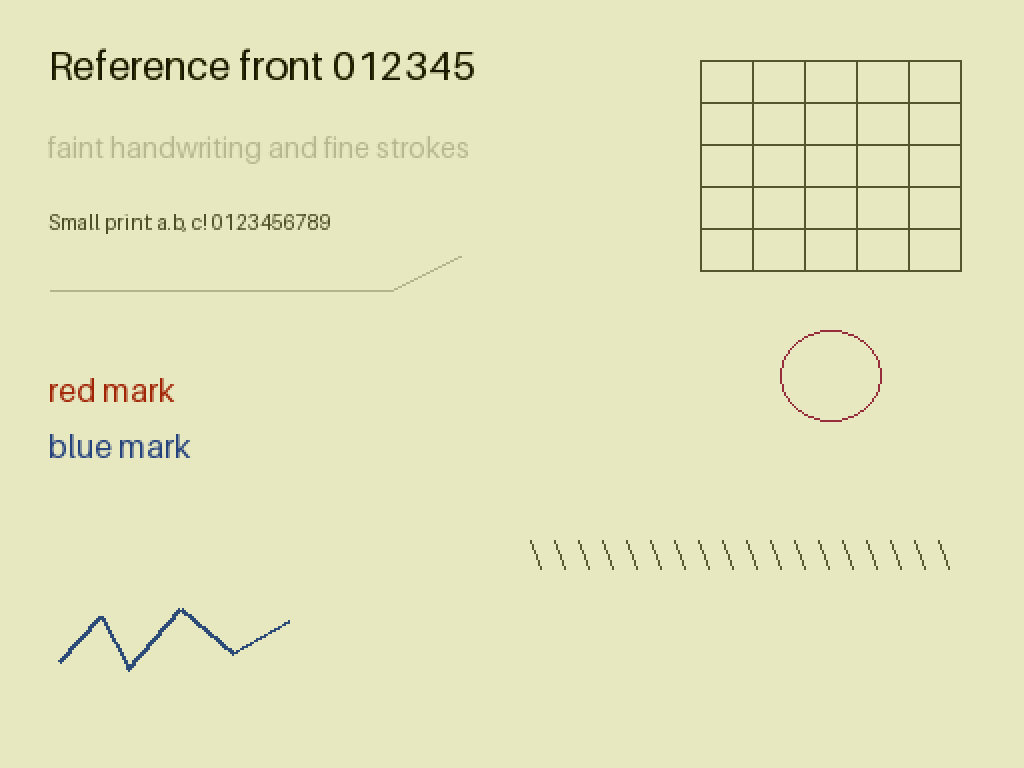 Reference front 012345
faint handwriting and fine strokes
Small print a.b, c! 0123456789
red mark
blue mark